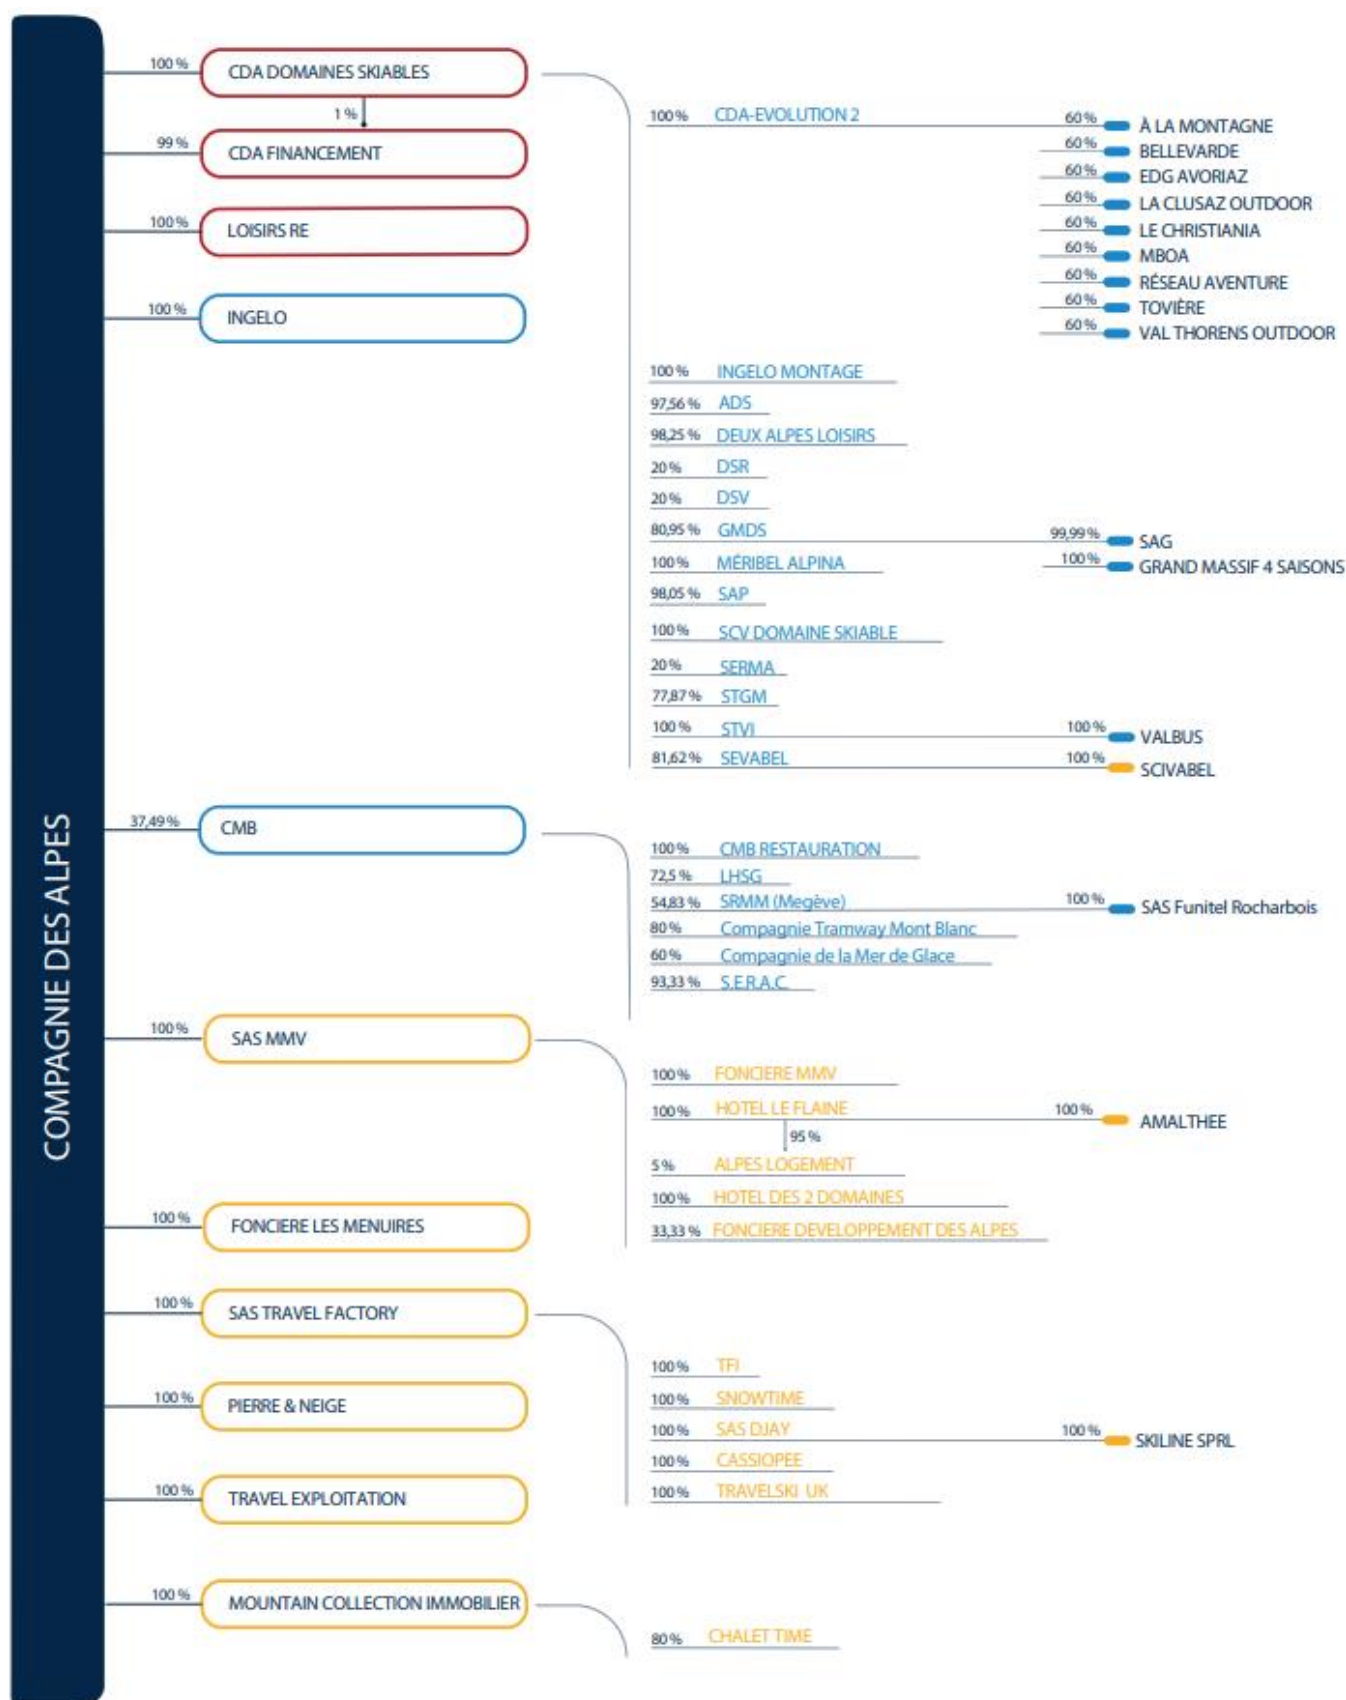 COMPAGNIE DES ALPES
100 % CDA DOMAINES SKIABLES
1 %
99 % CDA FINANCEMENT
100 % LOISIRS RE
100 % INGELO
100 % CDA-EVOLUTION 2
60 % À LA MONTAGNE
60 % BELLEVARDE
60 % EDG AVORIAZ
60 % LA CLUSAZ OUTDOOR
60 % LE CHRISTIANIA
60 % MBOA
60 % RÉSEAU AVENTURE
60 % TOVIÈRE
60 % VAL THORENS OUTDOOR
100 % INGELO MONTAGE
97,56 % ADS
98,25 % DEUX ALPES LOISIRS
20 % DSR
20 % DSV
80,95 % GMDS
99,99 % SAG
100 % GRAND MASSIF 4 SAISONS
100 % MÉRIBEL ALPINA
98,05 % SAP
100 % SCV DOMAINE SKIABLE
20 % SERMA
77,87 % STGM
100 % STVI
100 % VALBUS
81,62 % SEVABEL
100 % SCIVABEL
37,49 % CMB
100 % CMB RESTAURATION
72,5 % LHSG
54,83 % SRMM (Megève)
100 % SAS Funitel Rocharbois
80 % Compagnie Tramway Mont Blanc
60 % Compagnie de la Mer de Glace
93,33 % S.E.R.A.C.
100 % SAS MMV
100 % FONCIERE MMV
100 % HOTEL LE FLAINE
100 % AMALTHEE
95 %
5 % ALPES LOGEMENT
100 % HOTEL DES 2 DOMAINES
33,33 % FONCIERE DEVELOPPEMENT DES ALPES
100 % FONCIERE LES MENUIRES
100 % SAS TRAVEL FACTORY
100 % TFI
100 % SNOWTIME
100 % SAS DJAY
100 % SKILINE SPRL
100 % CASSIOPEE
100 % TRAVELSKI UK
100 % PIERRE & NEIGE
100 % TRAVEL EXPLOITATION
100 % MOUNTAIN COLLECTION IMMOBILIER
80 % CHALET TIME